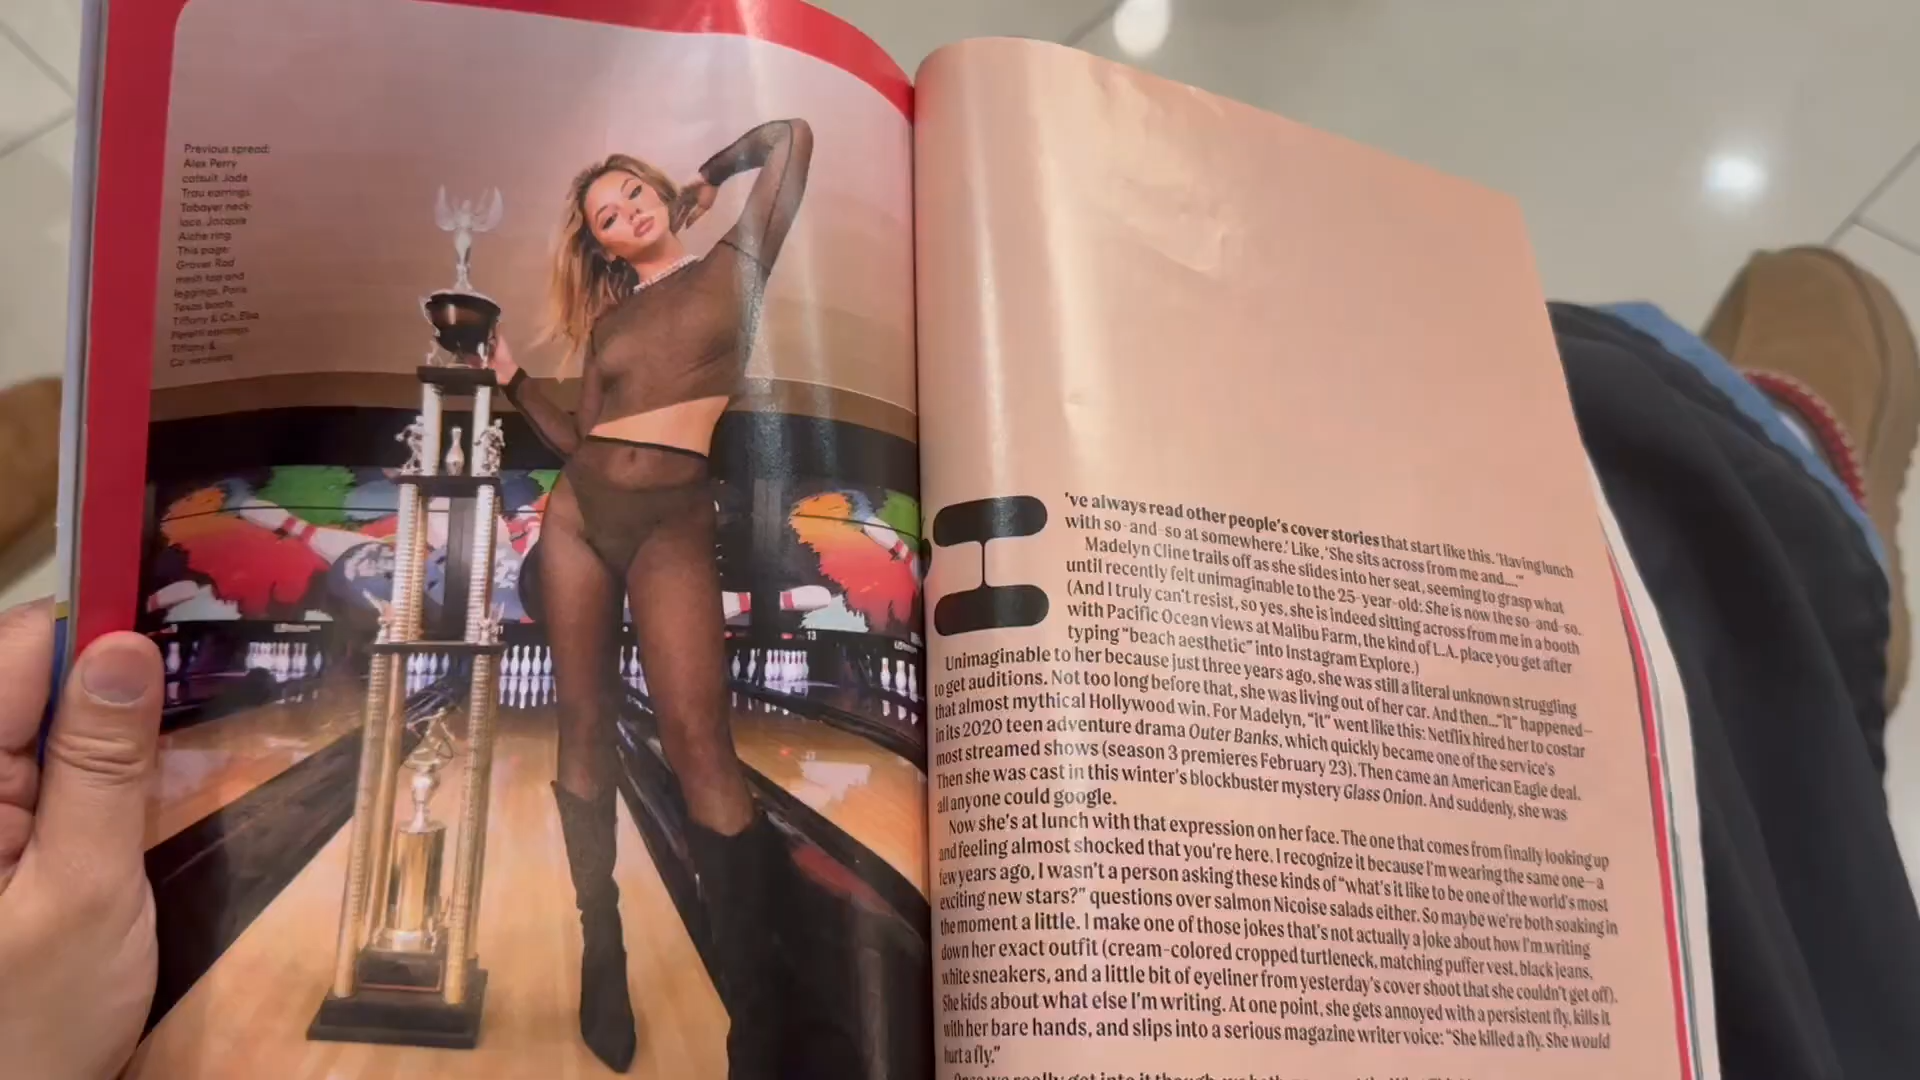 Previous spread:
Alex Perry
catsuit. Jade
Trau earrings.
Tabayer neck-
lace. Jacquie
Aiche ring.
This page:
Grover Rad
mesh top and
leggings. Paris
Texas boots.
Tiffany & Co. Elsa
Peretti earrings.
Tiffany &
Co. necklace.
13
I
've always read other people's cover stories that start like this. 'Having lunch
with so-and-so at somewhere.' Like, 'She sits across from me and....'"
Madelyn Cline trails off as she slides into her seat, seeming to grasp what
until recently felt unimaginable to the 25-year-old: She is now the so-and-so.
(And I truly can't resist, so yes, she is indeed sitting across from me in a booth
with Pacific Ocean views at Malibu Farm, the kind of L.A. place you get after
typing "beach aesthetic" into Instagram Explore.)
Unimaginable to her because just three years ago, she was still a literal unknown struggling
to get auditions. Not too long before that, she was living out of her car. And then..."it" happened–
that almost mythical Hollywood win. For Madelyn, "it" went like this: Netflix hired her to costar
in its 2020 teen adventure drama Outer Banks, which quickly became one of the service's
most streamed shows (season 3 premieres February 23). Then came an American Eagle deal.
Then she was cast in this winter's blockbuster mystery Glass Onion. And suddenly, she was
all anyone could google.
Now she's at lunch with that expression on her face. The one that comes from finally looking up
and feeling almost shocked that you're here. I recognize it because I'm wearing the same one–a
few years ago, I wasn't a person asking these kinds of "what's it like to be one of the world's most
exciting new stars?" questions over salmon Nicoise salads either. So maybe we're both soaking in
the moment a little. I make one of those jokes that's not actually a joke about how I'm writing
down her exact outfit (cream-colored cropped turtleneck, matching puffer vest, black jeans,
white sneakers, and a little bit of eyeliner from yesterday's cover shoot that she couldn't get off).
She kids about what else I'm writing. At one point, she gets annoyed with a persistent fly, kills it
with her bare hands, and slips into a serious magazine writer voice: "She killed a fly. She would
hurt a fly."
Once we really get into it though, we both